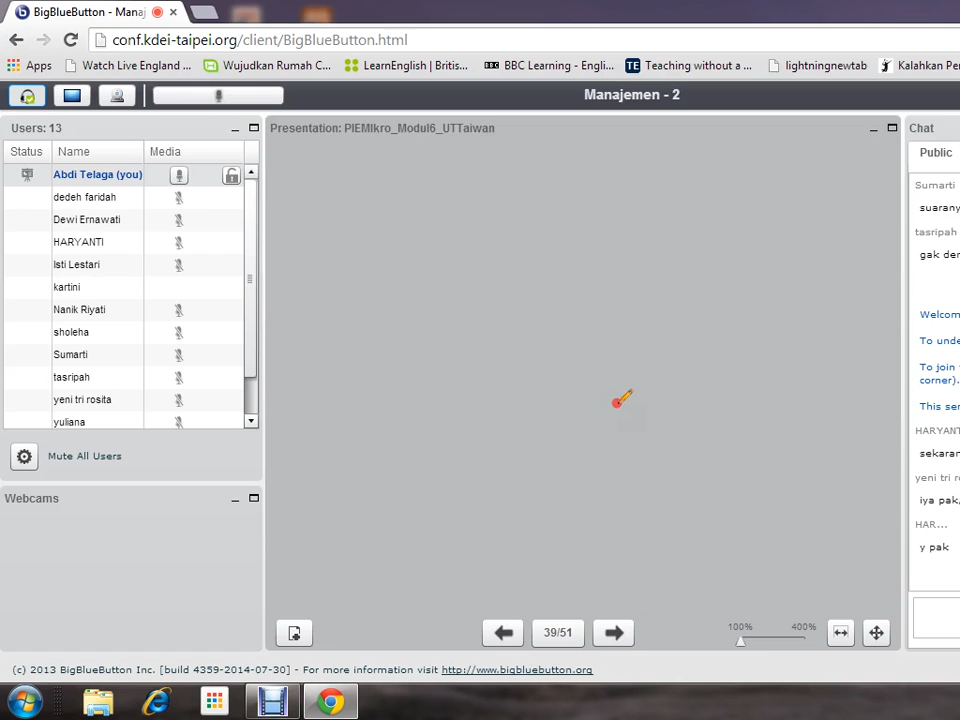 BigBlueButton - Manaj
conf.kdei-taipei.org/client/BigBlueButton.html
Apps
Watch Live England ...
Wujudkan Rumah C...
LearnEnglish | Britis...
BBC
BBC Learning - Engli...
TE
Teaching without a ...
lightningnewtab
Kalahkan Per
Manajemen - 2
Users: 13
Presentation: PIEMIkro_Modul6_UTTaiwan
Chat
Status
Name
Media
Public
Abdi Telaga (you)
dedeh faridah
Dewi Ernawati
HARYANTI
Isti Lestari
kartini
Nanik Riyati
sholeha
Sumarti
tasripah
yeni tri rosita
yuliana
Sumarti
suarany
tasripah
gak der
Welcom
To unde
To join
corner).
This ser
HARYANT
sekaran
yeni tri ro
iya pak,
HAR...
y pak
Mute All Users
Webcams
39/51
100%
400%
(c) 2013 BigBlueButton Inc. [build 4359-2014-07-30] - For more information visit http://www.bigbluebutton.org